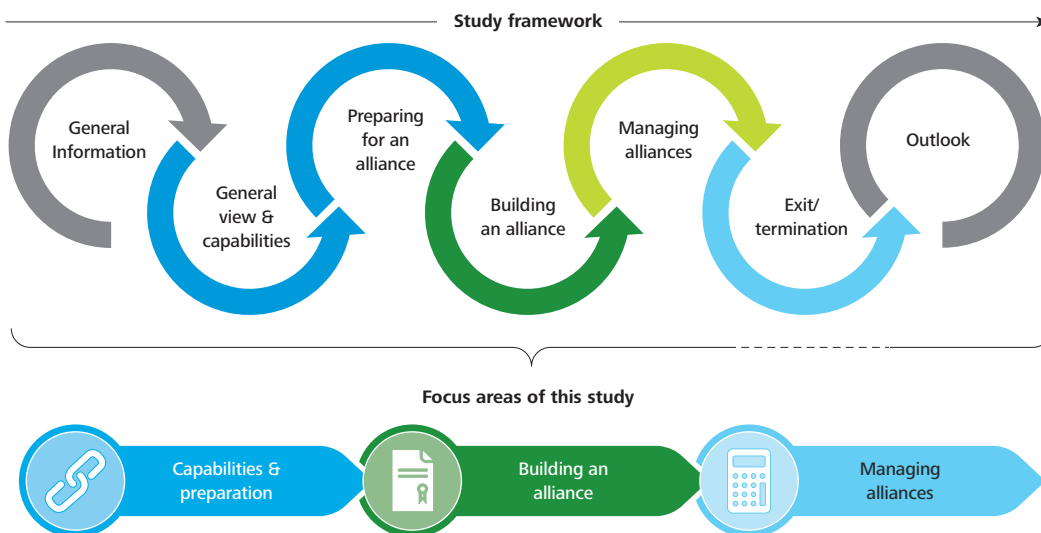 Study framework
General
Information
General
view &
capabilities
Preparing
for an
alliance
Building
an alliance
Managing
alliances
Exit/
termination
Outlook
Focus areas of this study
Capabilities &
preparation
Building an
alliance
Managing
alliances